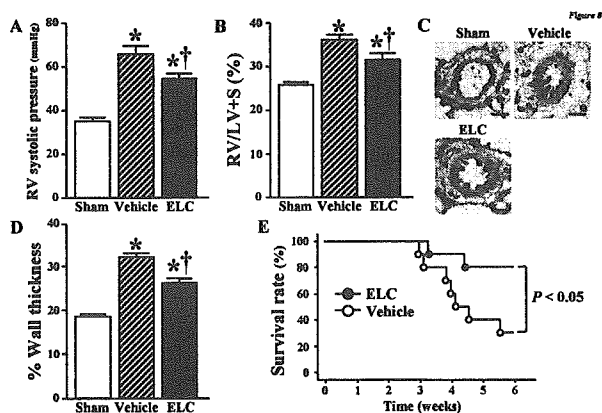 Figure 8
A
RV systolic pressure (mmHg)
80
60
40
20
0
*
*†
Sham Vehicle ELC
B
RV/LV+S (%)
40
30
20
10
0
*
*†
Sham Vehicle ELC
C
Sham Vehicle
ELC
D
% Wall thickness
40
30
20
10
0
*
*†
Sham Vehicle ELC
E
Survival rate (%)
100
80
60
40
20
0
ELC
Vehicle
P < 0.05
0 1 2 3 4 5 6
Time (weeks)